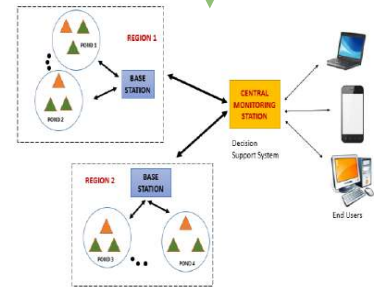 REGION 1
POND 1
BASE
STATION
POND 2
CENTRAL
MONITORING
STATION
Decision
Support System
End Users
REGION 2
BASE
STATION
POND 3
POND 4